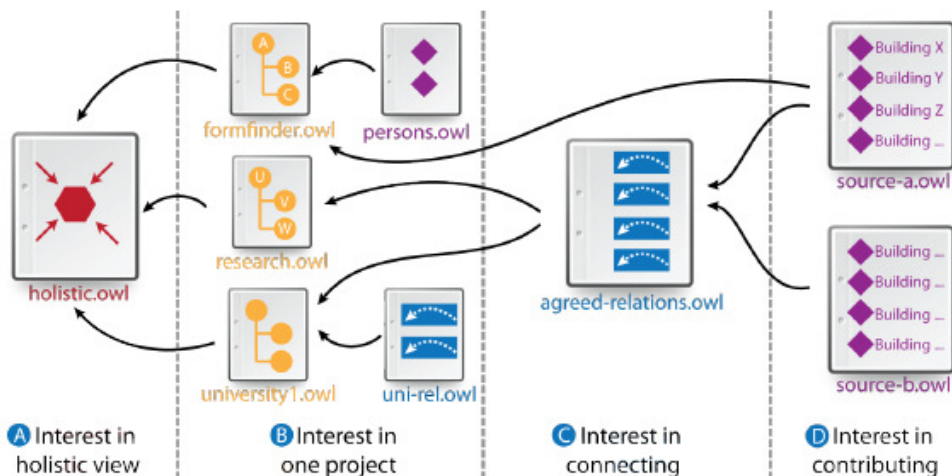 A
B
C
formfinder.owl
persons.owl
U
V
W
research.owl
holistic.owl
university1.owl
uni-rel.owl
agreed-relations.owl
Building X
Building Y
Building Z
Building ...
source-a.owl
Building ...
Building ...
Building ...
Building ...
source-b.owl
A Interest in
holistic view
B Interest in
one project
C Interest in
connecting
D Interest in
contributing